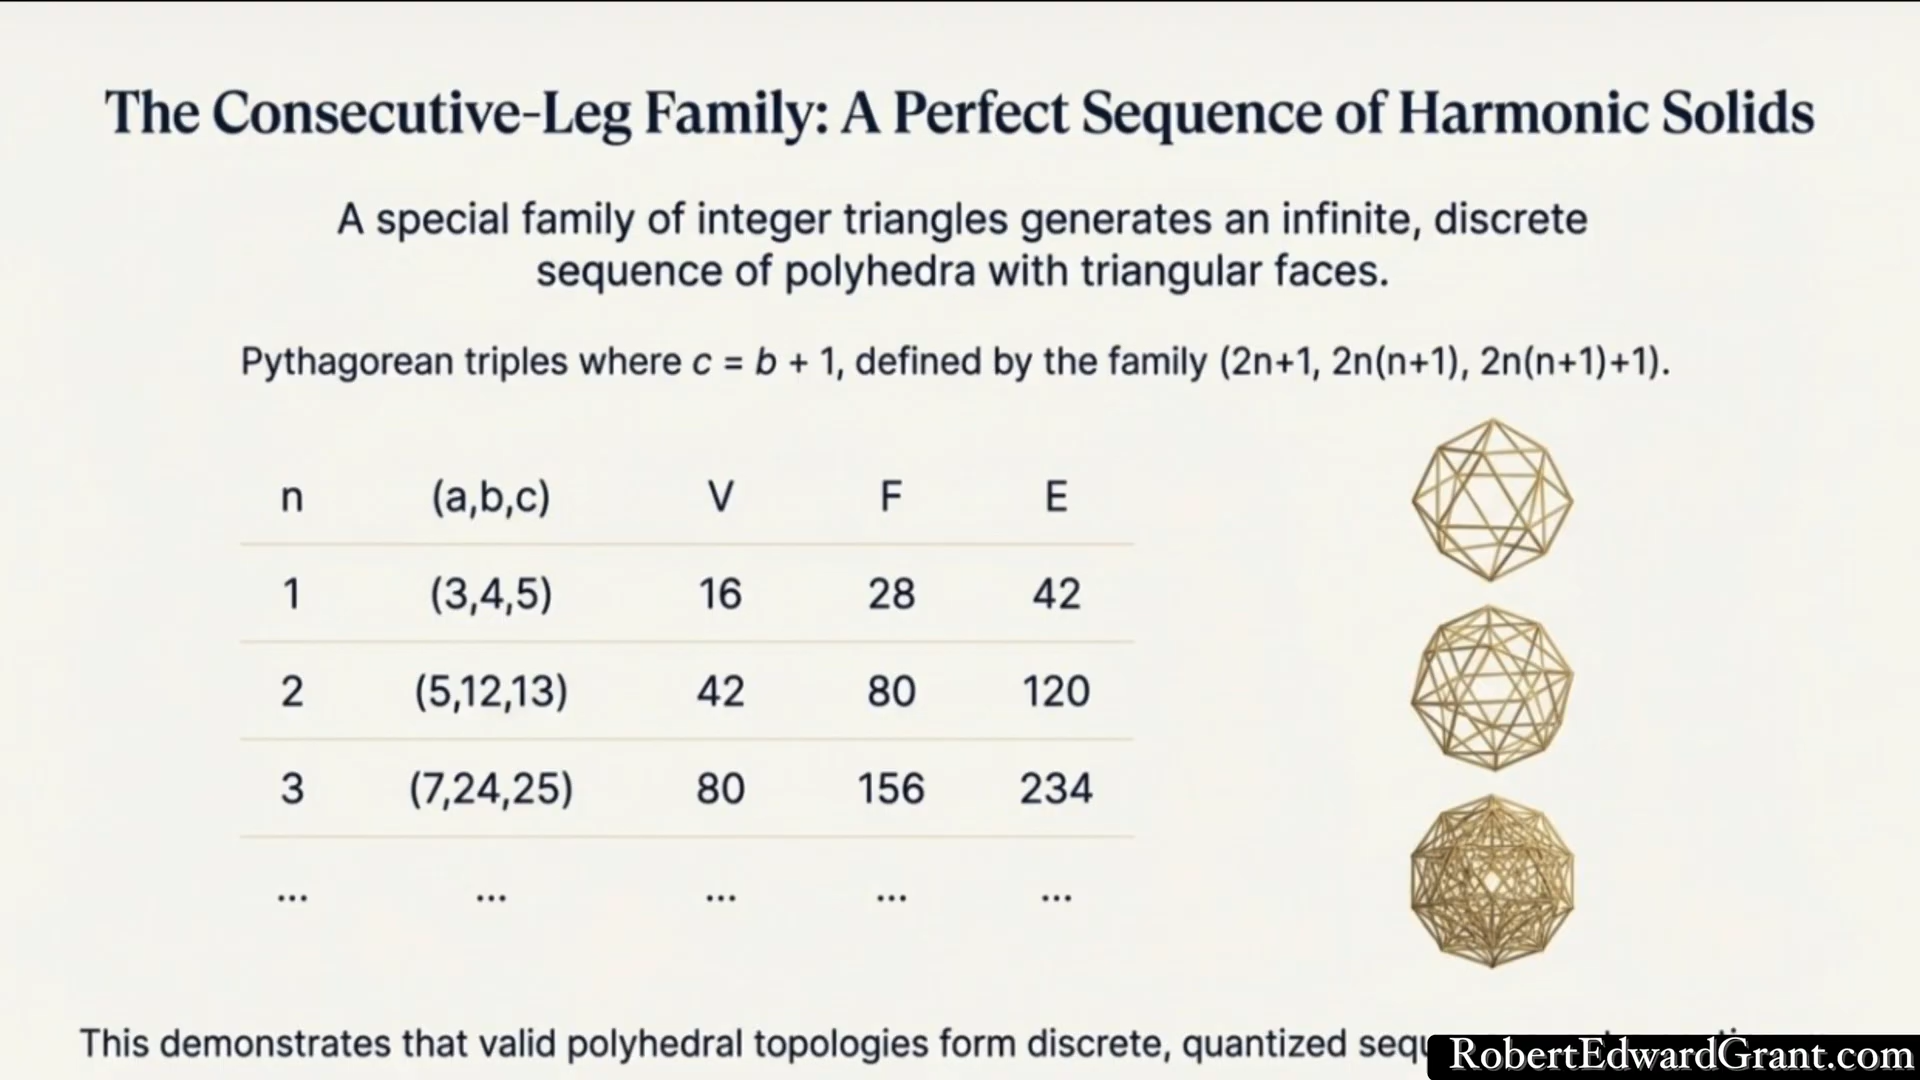 The Consecutive-Leg Family: A Perfect Sequence of Harmonic Solids
A special family of integer triangles generates an infinite, discrete
sequence of polyhedra with triangular faces.
Pythagorean triples where c = b + 1, defined by the family (2n+1, 2n(n+1), 2n(n+1)+1).
n (a,b,c) V F E
1 (3,4,5) 16 28 42
2 (5,12,13) 42 80 120
3 (7,24,25) 80 156 234
... ... ... ... ...
This demonstrates that valid polyhedral topologies form discrete, quantized
RobertEdwardGrant.com